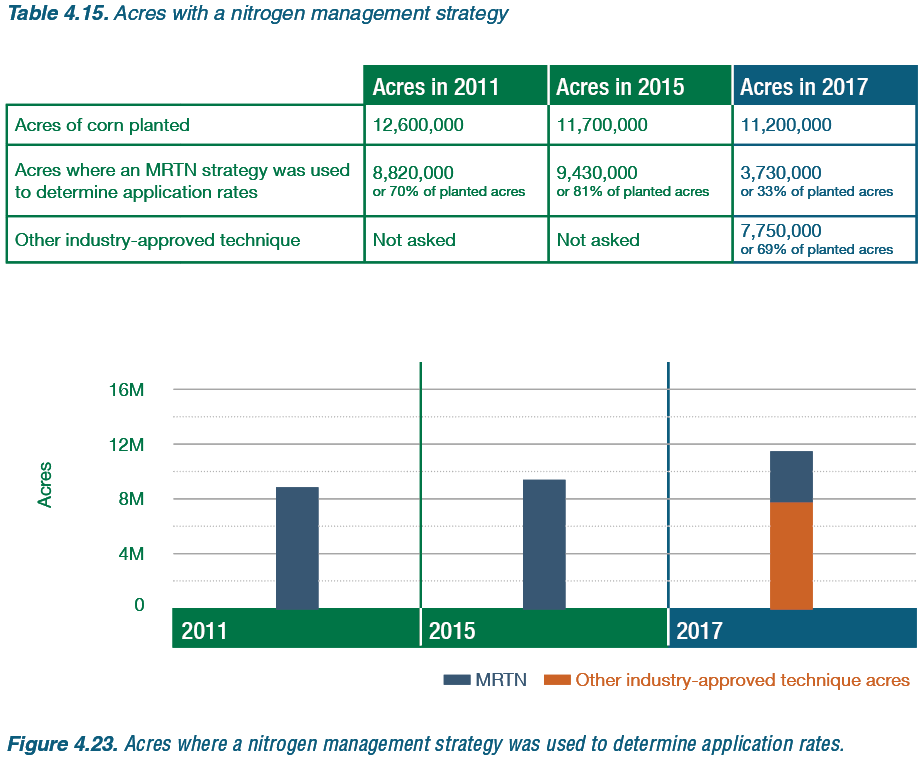 Table 4.15. Acres with a nitrogen management strategy
Acres in 2011 Acres in 2015 Acres in 2017
Acres of corn planted 12,600,000 11,700,000 11,200,000
Acres where an MRTN strategy was used 8,820,000 9,430,000 3,730,000
to determine application rates or 70% of planted acres or 81% of planted acres or 33% of planted acres
Other industry-approved technique Not asked Not asked 7,750,000
or 69% of planted acres
16M
12M
Acres
8M
4M
0
2011 2015 2017
MRTN Other industry-approved technique acres
Figure 4.23. Acres where a nitrogen management strategy was used to determine application rates.